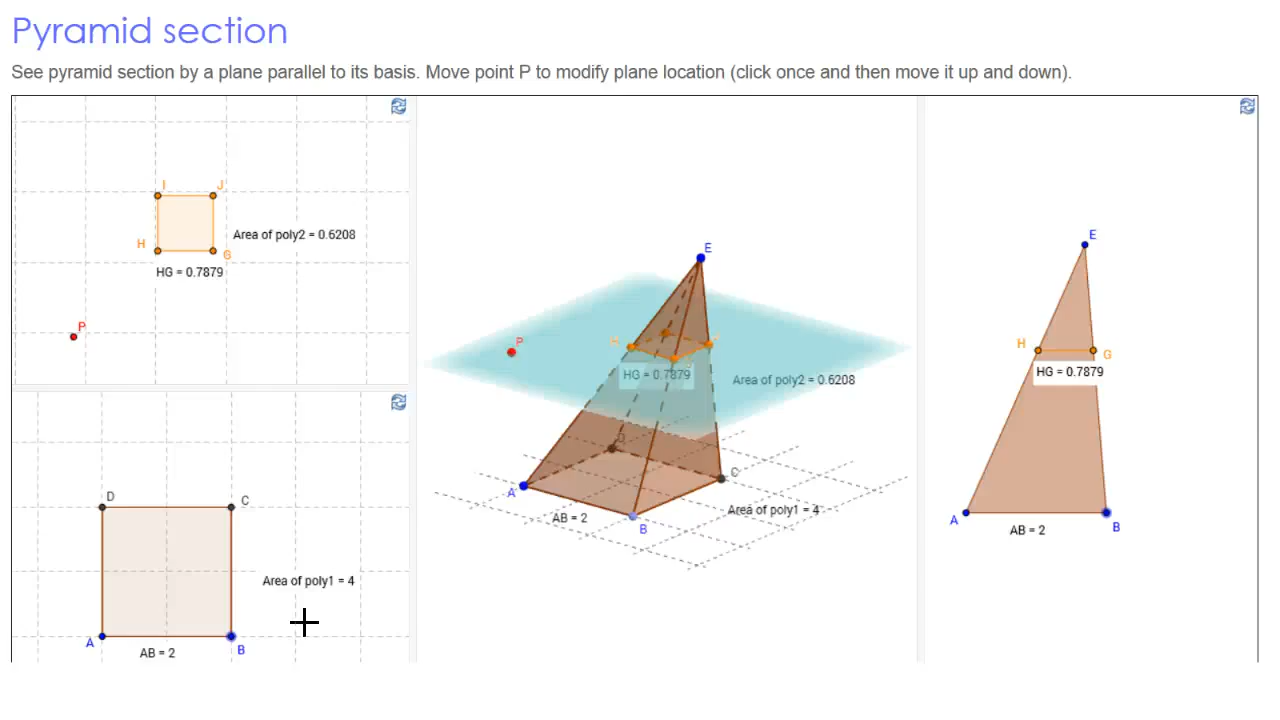 Pyramid section
See pyramid section by a plane parallel to its basis. Move point P to modify plane location (click once and then move it up and down).
I
J
H
G
Area of poly2 = 0.6208
HG = 0.7879
P
D
C
Area of poly1 = 4
A
B
AB = 2
E
P
H
HG = 0.7879
Area of poly2 = 0.6208
D
C
A
Area of poly1 = 4
AB = 2
B
E
H
G
HG = 0.7879
A
B
AB = 2